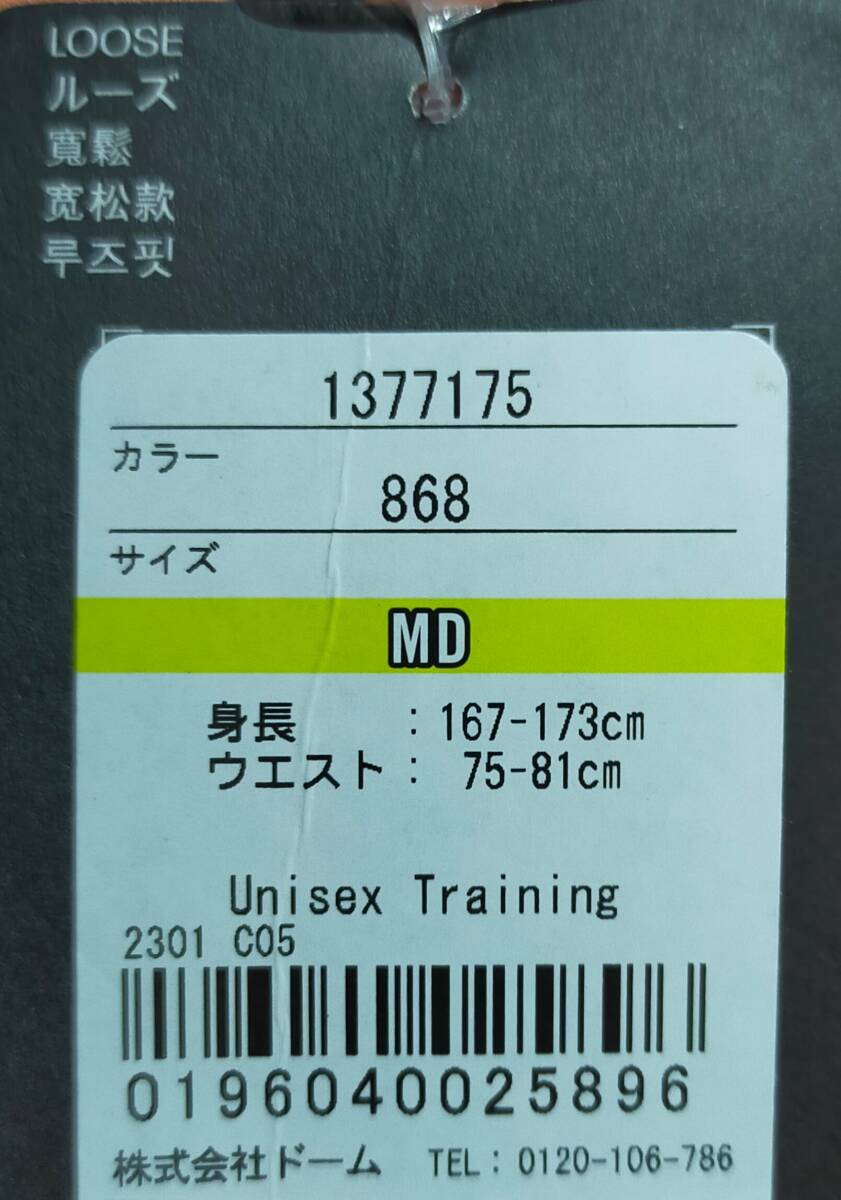 LOOSE
ルーズ
寬鬆
宽松款
루즈핏
1377175
カラー
868
サイズ
MD
身長 : 167-173cm
ウエスト : 75-81cm
Unisex Training
2301 C05
0196040025896
株式会社ドーム TEL : 0120-106-786